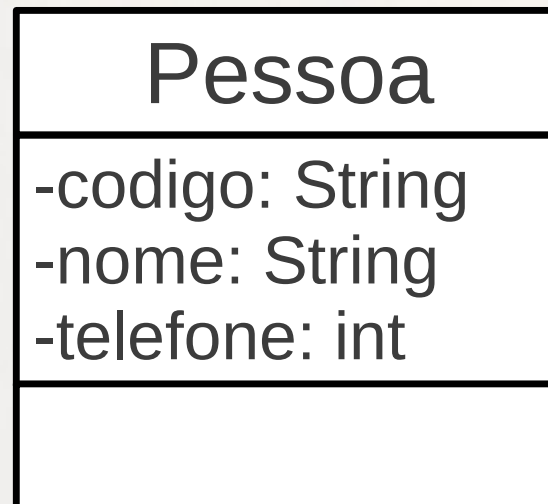 Pessoa
-codigo: String
-nome: String
-telefone: int